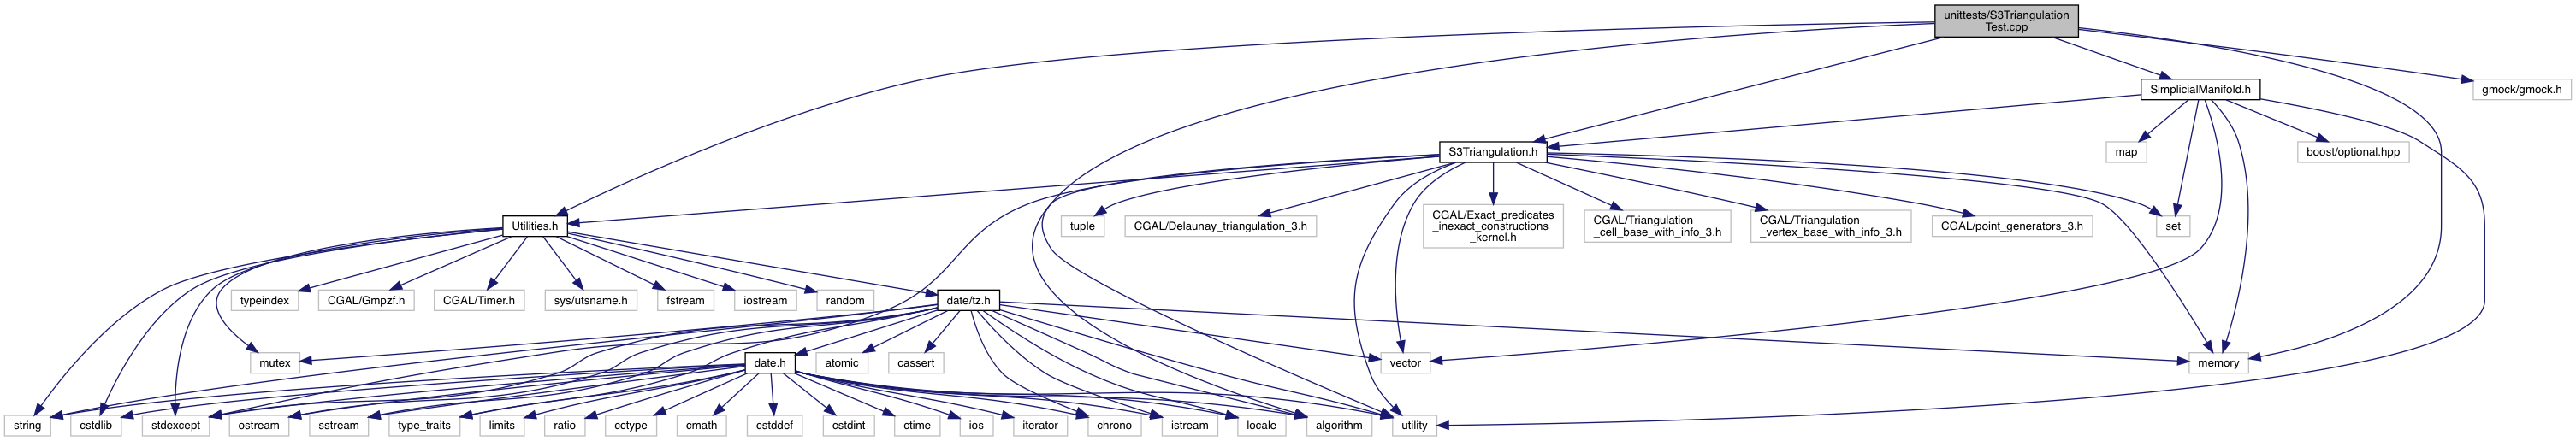 unittests/S3Triangulation
Test.cpp
SimplicialManifold.h
gmock/gmock.h
S3Triangulation.h
map
boost/optional.hpp
Utilities.h
tuple
CGAL/Delaunay_triangulation_3.h
CGAL/Exact_predicates
_inexact_constructions
_kernel.h
CGAL/Triangulation
_cell_base_with_info_3.h
CGAL/Triangulation
_vertex_base_with_info_3.h
CGAL/point_generators_3.h
set
typeindex
CGAL/Gmpzf.h
CGAL/Timer.h
sys/utsname.h
fstream
iostream
random
date/tz.h
mutex
date.h
atomic
cassert
vector
memory
string
cstdlib
stdexcept
ostream
sstream
type_traits
limits
ratio
cctype
cmath
cstddef
cstdint
ctime
ios
iterator
chrono
istream
locale
algorithm
utility